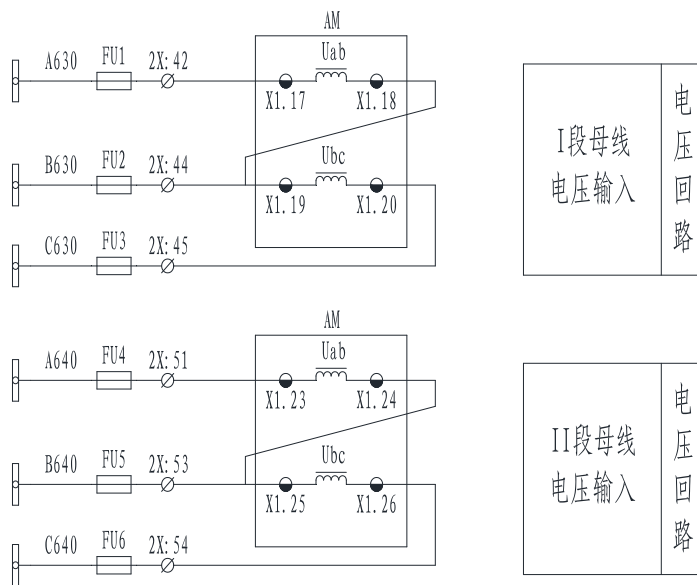 AM
A630 FU1 2X:42 Uab
X1.17 X1.18
B630 FU2 2X:44 Ubc
X1.19 X1.20
C630 FU3 2X:45
I段母线
电压输入
电压回路
AM
A640 FU4 2X:51 Uab
X1.23 X1.24
B640 FU5 2X:53 Ubc
X1.25 X1.26
C640 FU6 2X:54
II段母线
电压输入
电压回路